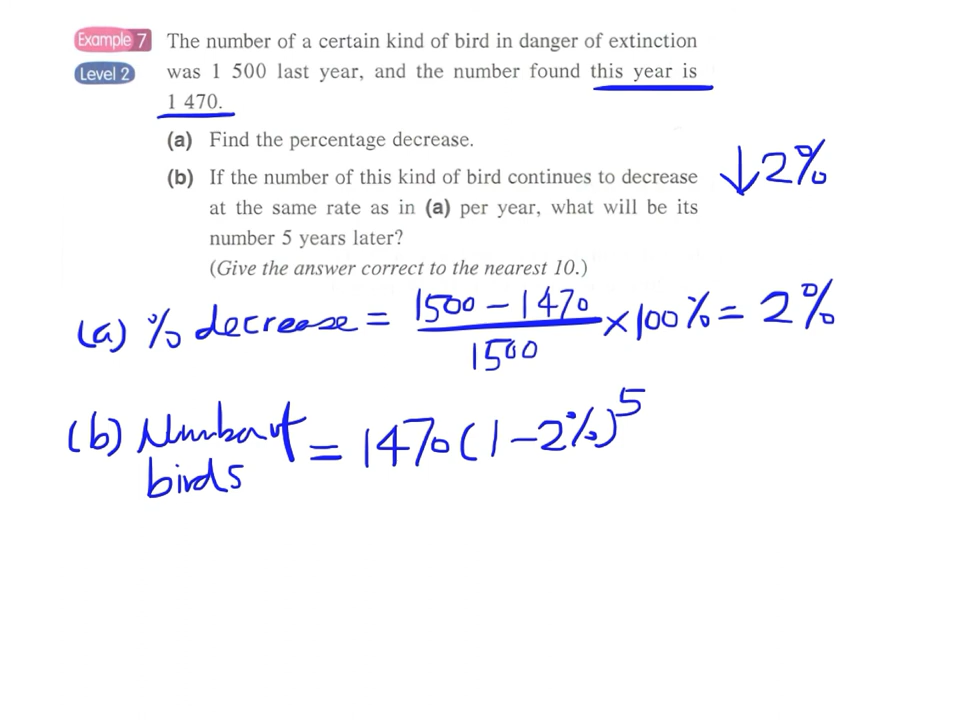 Example 7 The number of a certain kind of bird in danger of extinction
Level 2 was 1 500 last year, and the number found this year is
1 470.
(a) Find the percentage decrease.
(b) If the number of this kind of bird continues to decrease
at the same rate as in (a) per year, what will be its
number 5 years later?
(Give the answer correct to the nearest 10.)
↓2%
(a) % decrease = (1500 − 1470)/1500 × 100% = 2%
(b) Number of birds = 1470(1 − 2%)^5